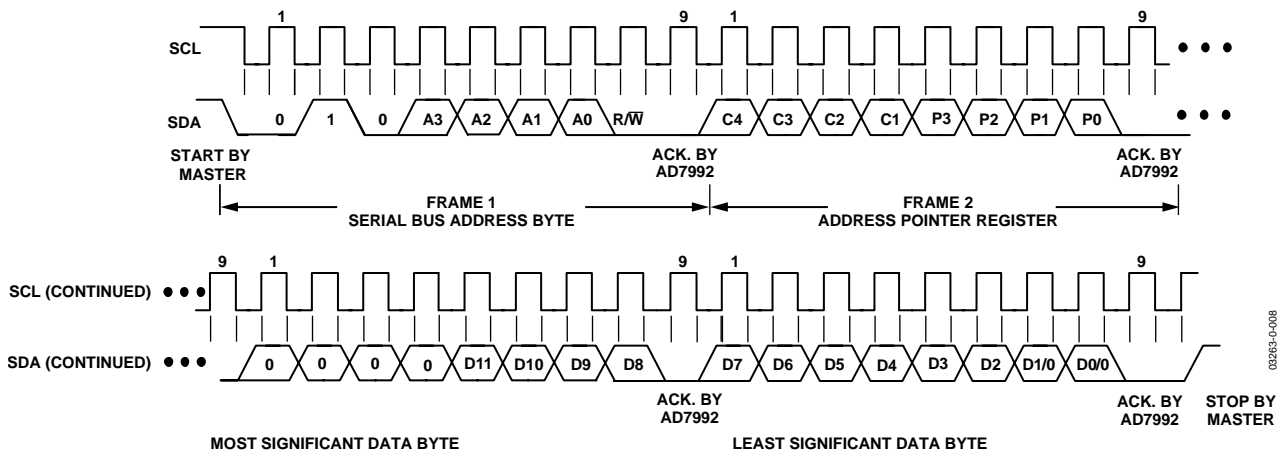 1 9 1 9
SCL
SDA 0 1 0 A3 A2 A1 A0 R/W̅ C4 C3 C2 C1 P3 P2 P1 P0
START BY MASTER
ACK. BY AD7992
ACK. BY AD7992
FRAME 1
SERIAL BUS ADDRESS BYTE
FRAME 2
ADDRESS POINTER REGISTER
9 1 9 1 9
SCL (CONTINUED)
SDA (CONTINUED) 0 0 0 0 D11 D10 D9 D8 D7 D6 D5 D4 D3 D2 D1/0 D0/0
ACK. BY AD7992
ACK. BY AD7992
STOP BY MASTER
MOST SIGNIFICANT DATA BYTE
LEAST SIGNIFICANT DATA BYTE
03263-0-008